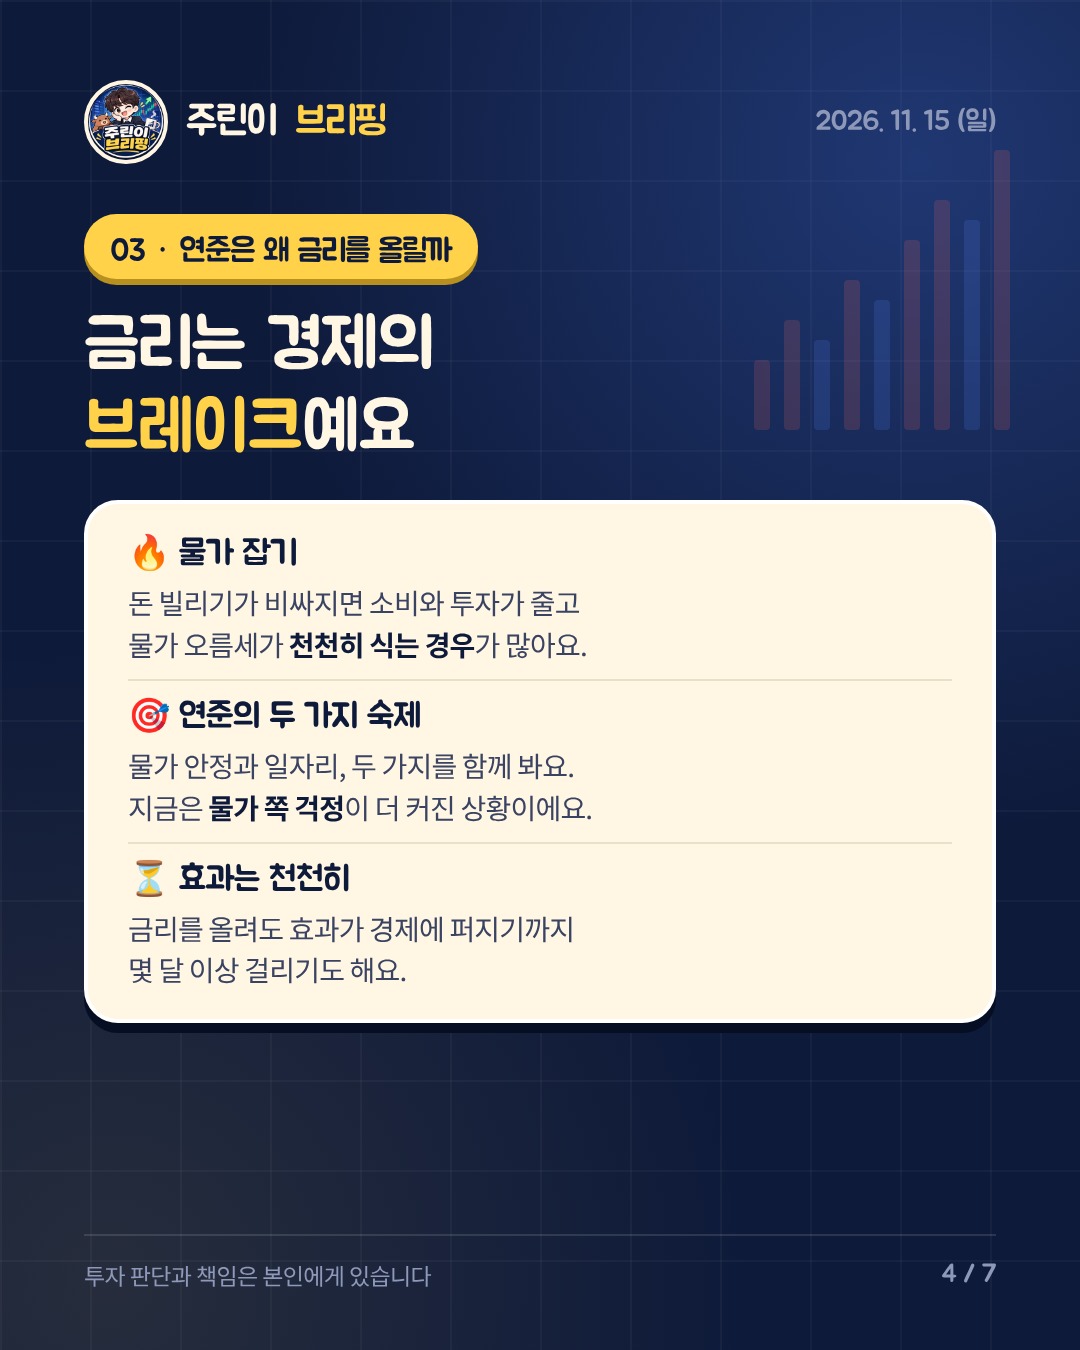 주린이 브리핑
주린이 브리핑
2026. 11. 15 (일)
03 · 연준은 왜 금리를 올릴까
금리는 경제의
브레이크예요
🔥 물가 잡기
돈 빌리기가 비싸지면 소비와 투자가 줄고
물가 오름세가 천천히 식는 경우가 많아요.
🎯 연준의 두 가지 숙제
물가 안정과 일자리, 두 가지를 함께 봐요.
지금은 물가 쪽 걱정이 더 커진 상황이에요.
⏳ 효과는 천천히
금리를 올려도 효과가 경제에 퍼지기까지
몇 달 이상 걸리기도 해요.
투자 판단과 책임은 본인에게 있습니다
4 / 7